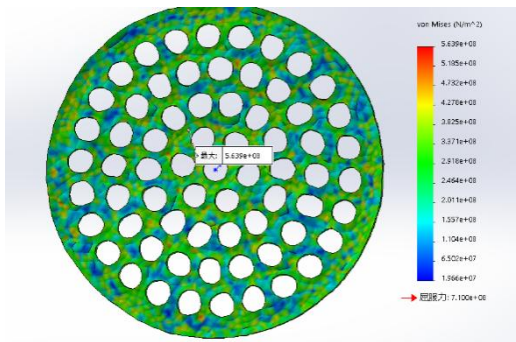 von Mises (N/m^2)
5.639e+08
5.185e+08
4.732e+08
4.278e+08
3.825e+08
3.371e+08
2.918e+08
2.464e+08
2.011e+08
1.557e+08
1.104e+08
6.502e+07
1.966e+07
屈服力: 7.100e+08
最大: 5.639e+08